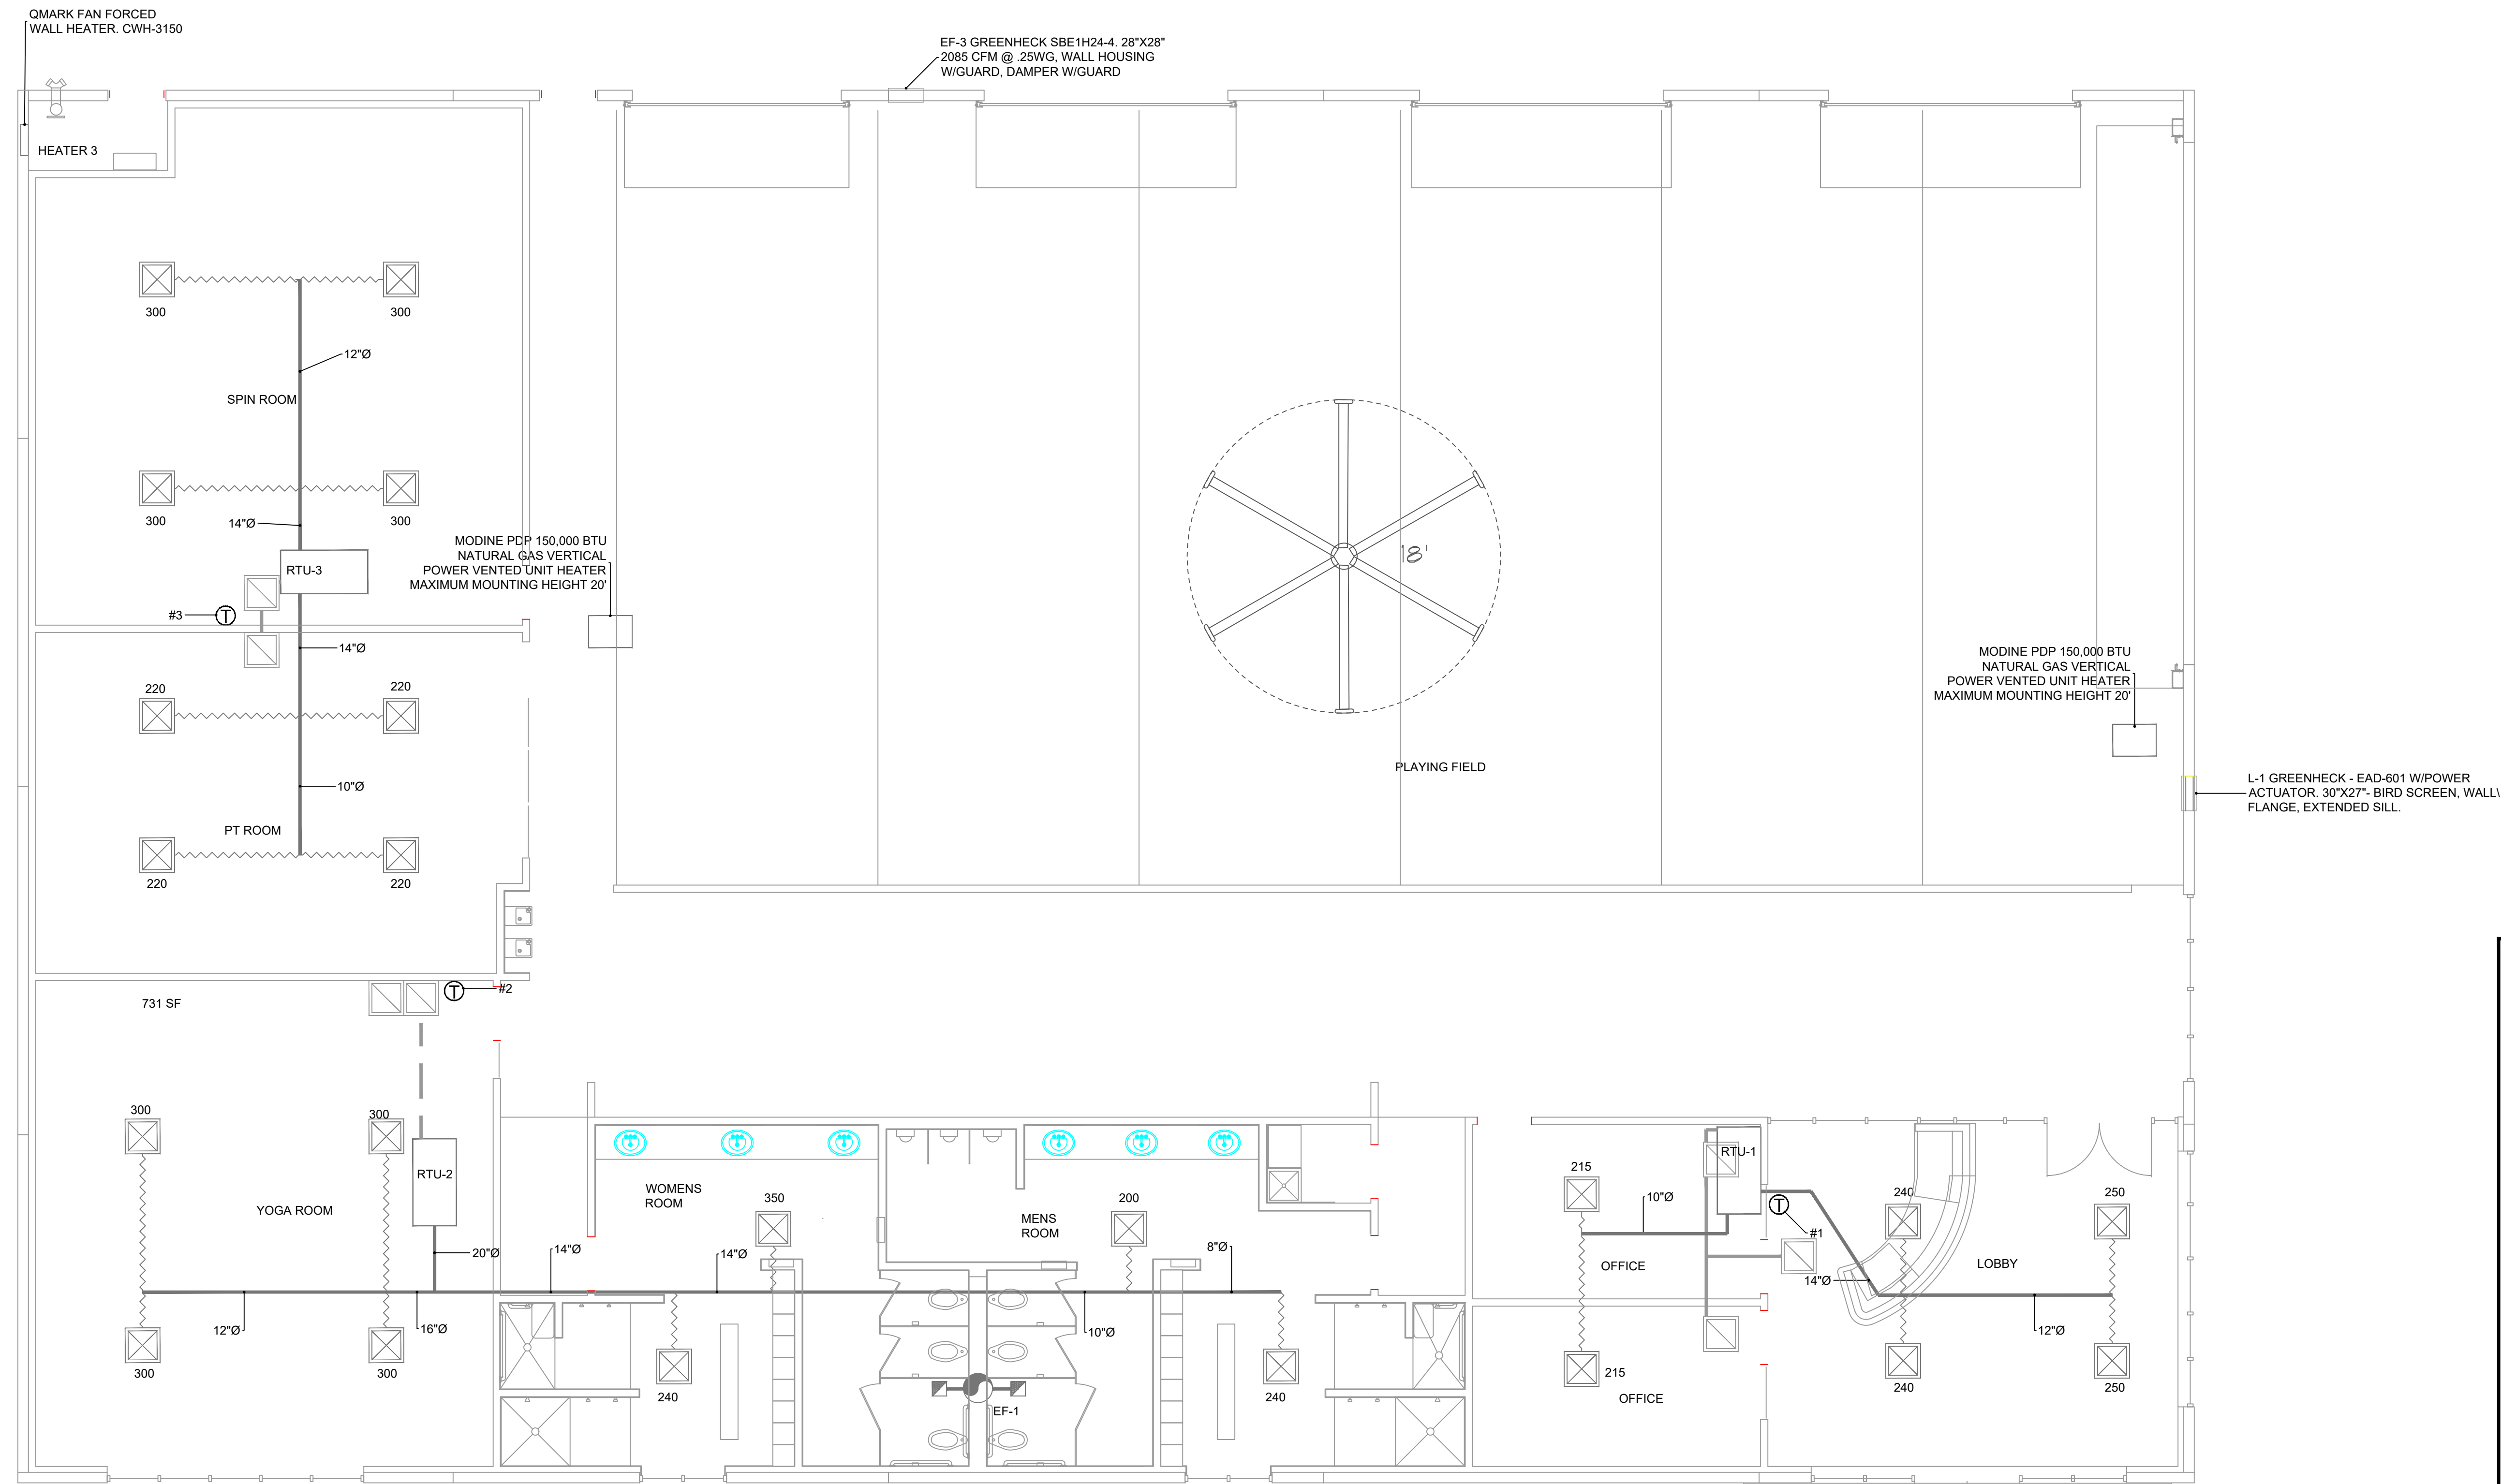 QMARK FAN FORCED
WALL HEATER. CWH-3150
EF-3 GREENHECK SBE1H24-4. 28"X28"
2085 CFM @ .25WG, WALL HOUSING
W/GUARD, DAMPER W/GUARD
HEATER 3
300
300
12"Ø
SPIN ROOM
300
300
14"Ø
RTU-3
#3
T
MODINE PDP 150,000 BTU
NATURAL GAS VERTICAL
POWER VENTED UNIT HEATER
MAXIMUM MOUNTING HEIGHT 20'
18'
14"Ø
MODINE PDP 150,000 BTU
NATURAL GAS VERTICAL
POWER VENTED UNIT HEATER
MAXIMUM MOUNTING HEIGHT 20'
220
220
PLAYING FIELD
10"Ø
L-1 GREENHECK - EAD-601 W/POWER
ACTUATOR. 30"X27"- BIRD SCREEN, WALL\
FLANGE, EXTENDED SILL.
PT ROOM
220
220
T
#2
731 SF
300
300
RTU-2
YOGA ROOM
20"Ø
12"Ø
16"Ø
300
300
14"Ø
WOMENS
ROOM
350
14"Ø
240
MENS
ROOM
200
8"Ø
10"Ø
240
EF-1
215
10"Ø
RTU-1
T
#1
OFFICE
215
OFFICE
240
250
LOBBY
14"Ø
12"Ø
240
250